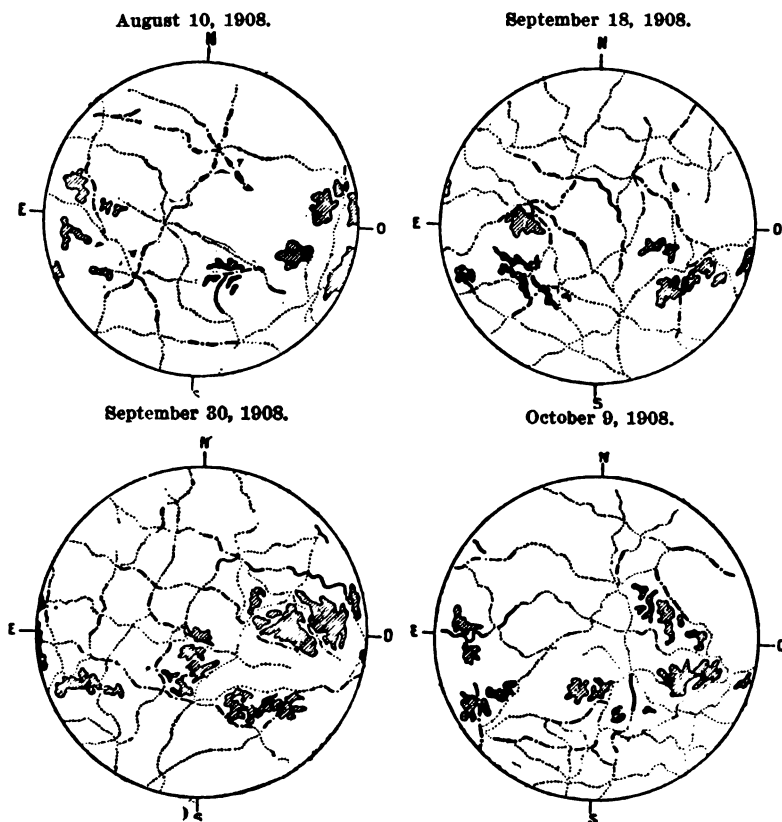 August 10, 1908.
N
E
O
S
September 18, 1908.
N
E
O
S
September 30, 1908.
N
E
O
S
October 9, 1908.
N
E
O
S